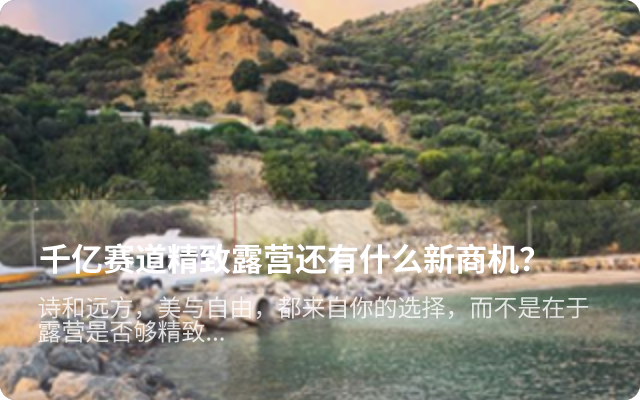 千亿赛道精致露营还有什么新商机?
诗和远方，美与自由，都来自你的选择，而不是在于
露营是否够精致...